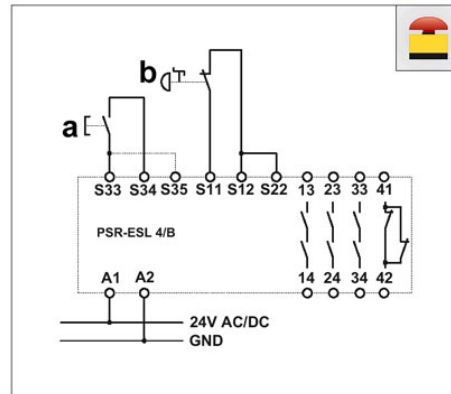 b
a
S33 S34 S35 S11 S12 S22 13 23 33 41
PSR-ESL 4/B
A1 A2 14 24 34 42
24V AC/DC
GND